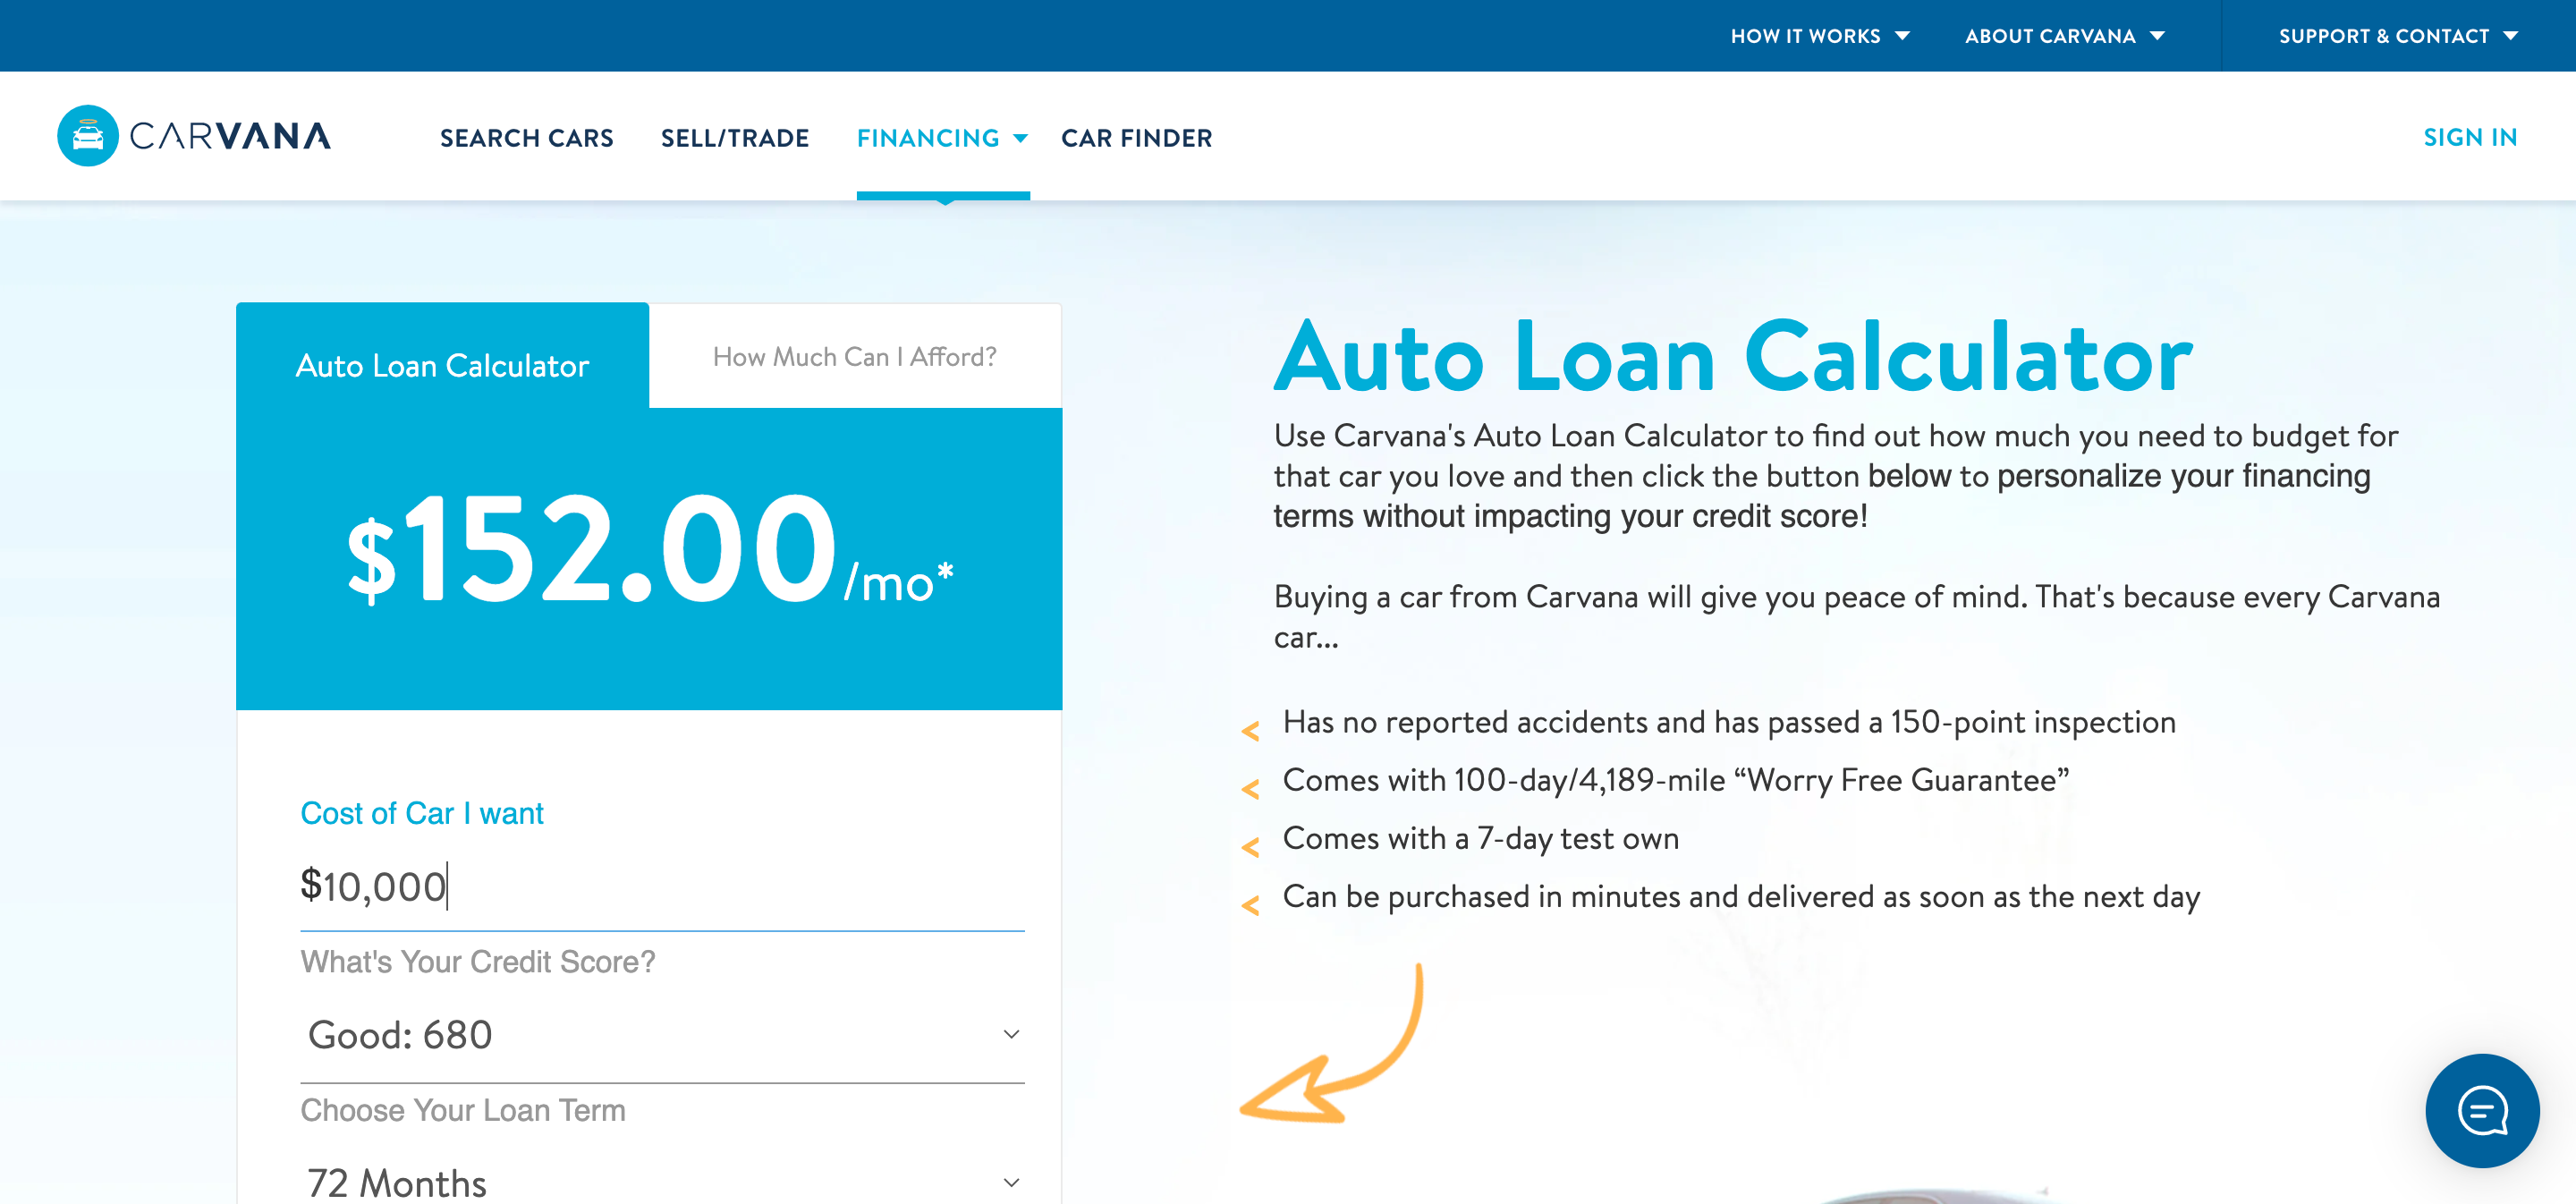 HOW IT WORKS
ABOUT CARVANA
SUPPORT & CONTACT
CARVANA
SEARCH CARS
SELL/TRADE
FINANCING
CAR FINDER
SIGN IN
Auto Loan Calculator
How Much Can I Afford?
$152.00/mo*
Cost of Car I want
$10,000
What's Your Credit Score?
Good: 680
Choose Your Loan Term
72 Months
Auto Loan Calculator
Use Carvana's Auto Loan Calculator to find out how much you need to budget for
that car you love and then click the button below to personalize your financing
terms without impacting your credit score!
Buying a car from Carvana will give you peace of mind. That's because every Carvana
car...
Has no reported accidents and has passed a 150-point inspection
Comes with 100-day/4,189-mile “Worry Free Guarantee”
Comes with a 7-day test own
Can be purchased in minutes and delivered as soon as the next day